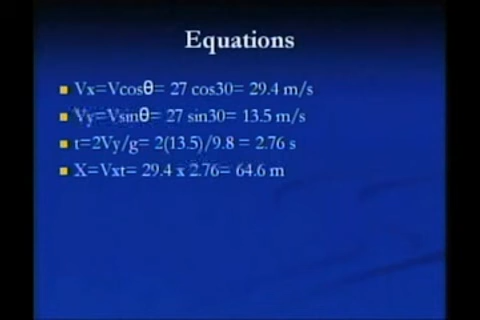 Equations
Vx=Vcosθ= 27 cos30= 29.4 m/s
Vy=Vsinθ= 27 sin30= 13.5 m/s
t=2Vy/g= 2(13.5)/9.8 = 2.76 s
X=Vxt= 29.4 x 2.76= 64.6 m